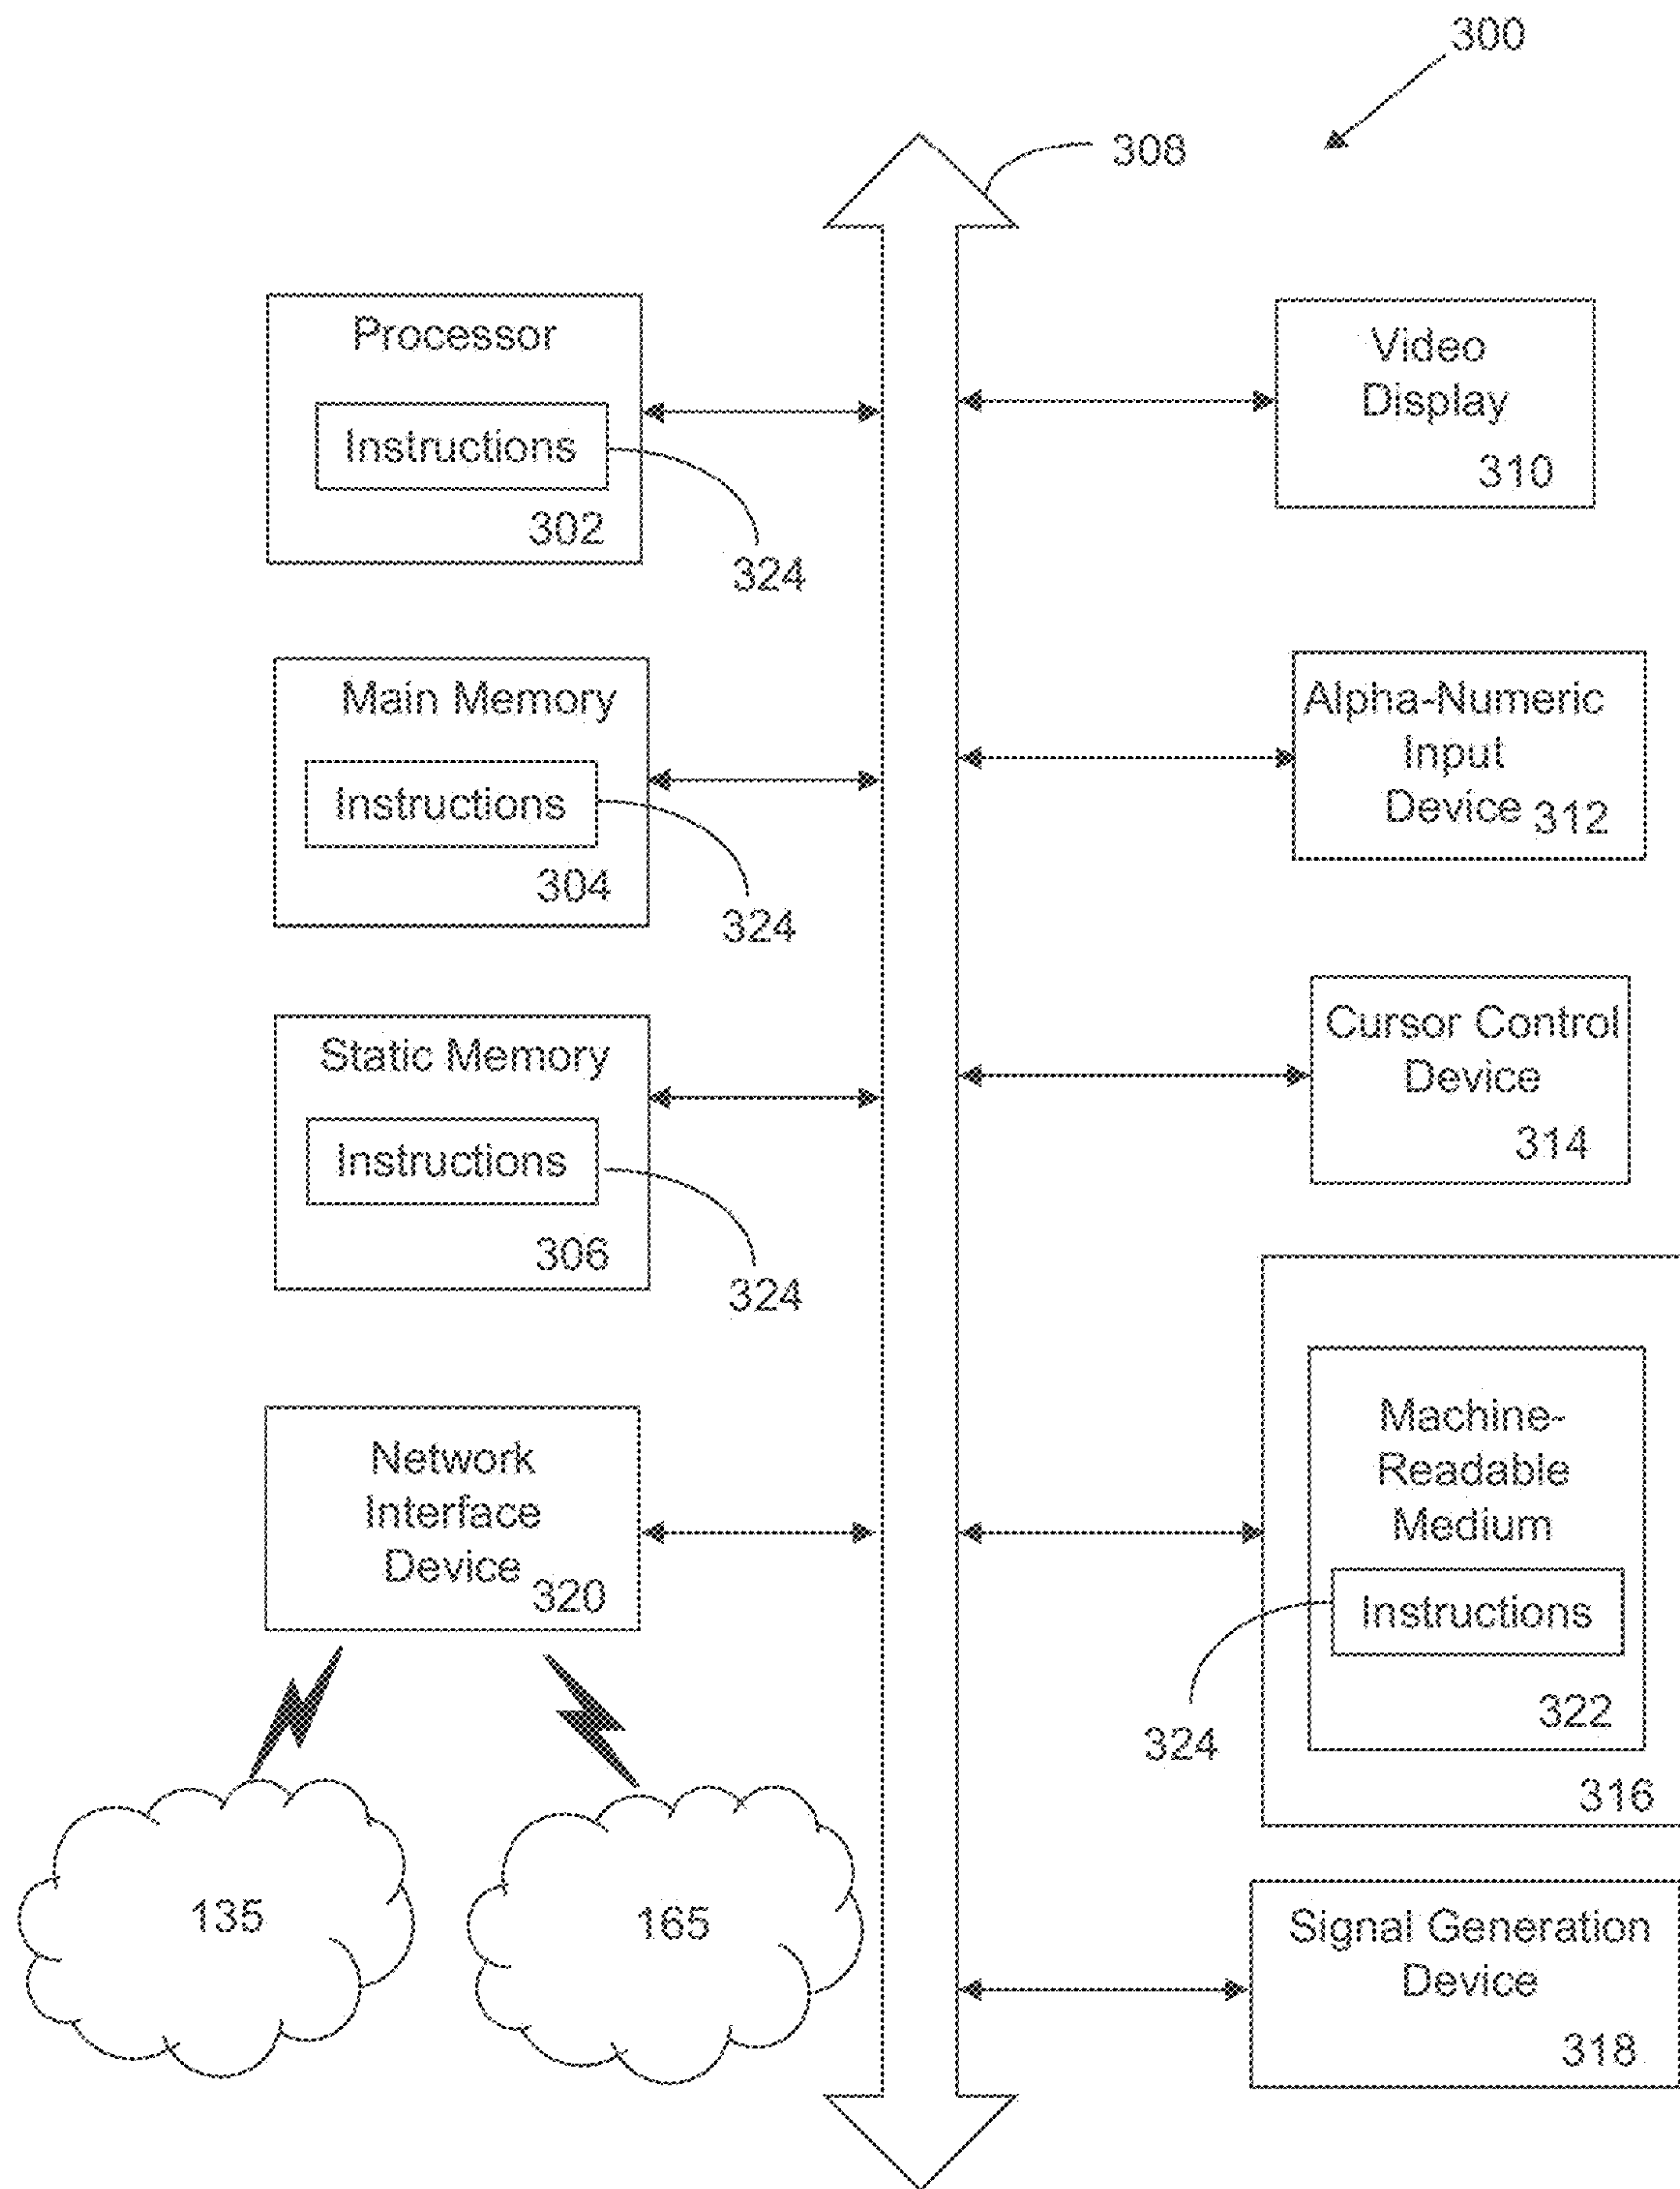 300
308
Processor
Instructions
302
324
Video
Display
310
Main Memory
Instructions
304
324
Alpha-Numeric
Input
Device 312
Static Memory
Instructions
306
324
Cursor Control
Device
314
Network
Interface
Device 320
Machine-
Readable
Medium
Instructions
322
324
316
135
165
Signal Generation
Device
318